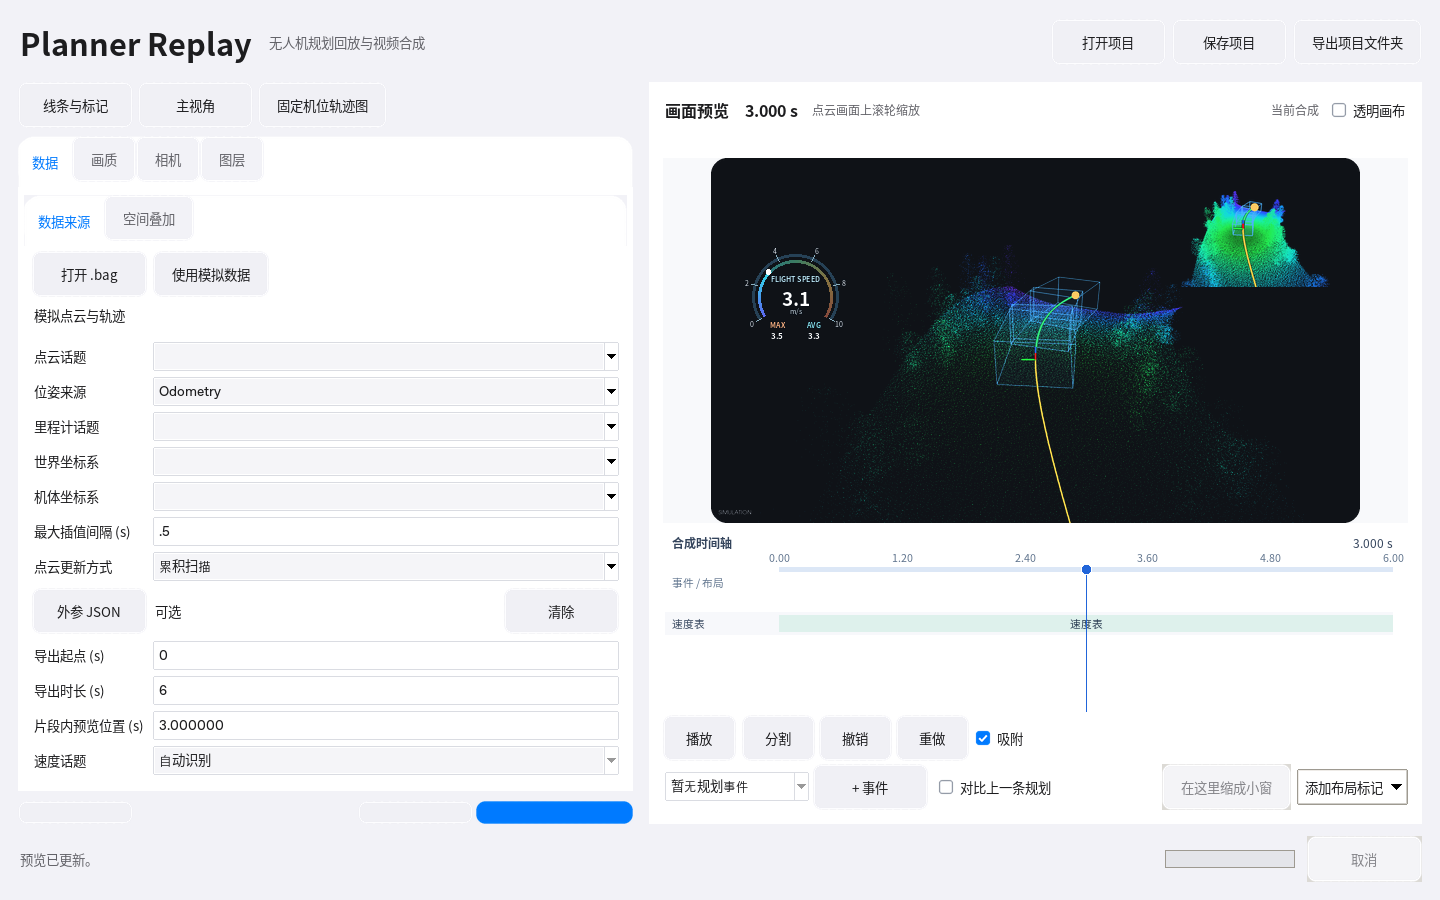 Planner Replay 无人机规划回放与视频合成 打开项目 保存项目 导出项目文件夹
线条与标记 主视角 固定机位轨迹图
数据 画质 相机 图层
数据来源 空间叠加
打开 .bag 使用模拟数据
模拟点云与轨迹
点云话题
位姿来源 Odometry
里程计话题
世界坐标系
机体坐标系
最大插值间隔 (s) .5
点云更新方式 累积扫描
外参 JSON 可选 清除
导出起点 (s) 0
导出时长 (s) 6
片段内预览位置 (s) 3.000000
速度话题 自动识别
画面预览 3.000 s 点云画面上滚轮缩放 当前合成 透明画布
4 6
FLIGHT SPEED
2 3.1 8
m/s
0 MAX AVG 10
3.5 3.3
SIMULATION
合成时间轴 3.000 s
0.00 1.20 2.40 3.60 4.80 6.00
事件 / 布局
速度表 速度表
播放 分割 撤销 重做 吸附
暂无规划事件 + 事件 对比上一条规划 在这里缩成小窗 添加布局标记
预览已更新。 取消